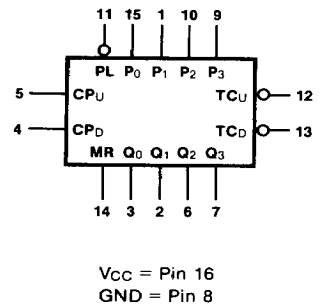 11 15 1 10 9
PL P0 P1 P2 P3
5 CPU TCU 12
4 CPD TCD 13
MR Q0 Q1 Q2 Q3
14 3 2 6 7
VCC = Pin 16
GND = Pin 8